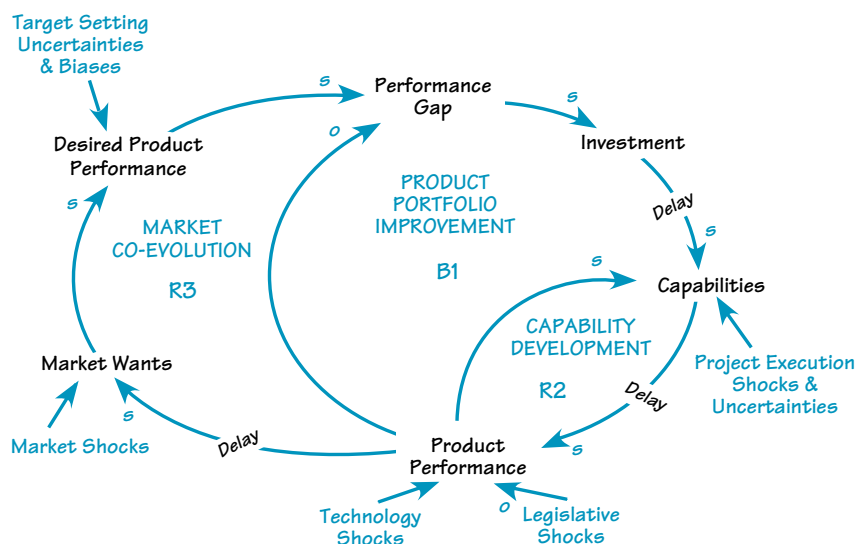 Target Setting
Uncertainties
& Biases
s
Performance
Gap
s
o
Desired Product
Performance
Investment
PRODUCT
PORTFOLIO
IMPROVEMENT
Delay
s
MARKET
CO-EVOLUTION
s
s
B1
R3
Capabilities
CAPABILITY
DEVELOPMENT
Market Wants
Project Execution
Shocks &
Uncertainties
R2
Delay
s
Market Shocks
Delay
Product
Performance
s
o
Technology
Shocks
Legislative
Shocks